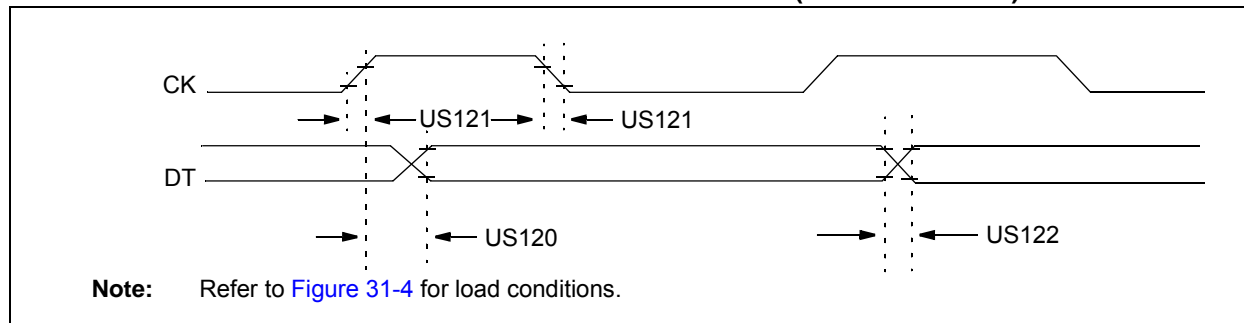 CK
US121 US121
DT
US120
US122
Note: Refer to Figure 31-4 for load conditions.